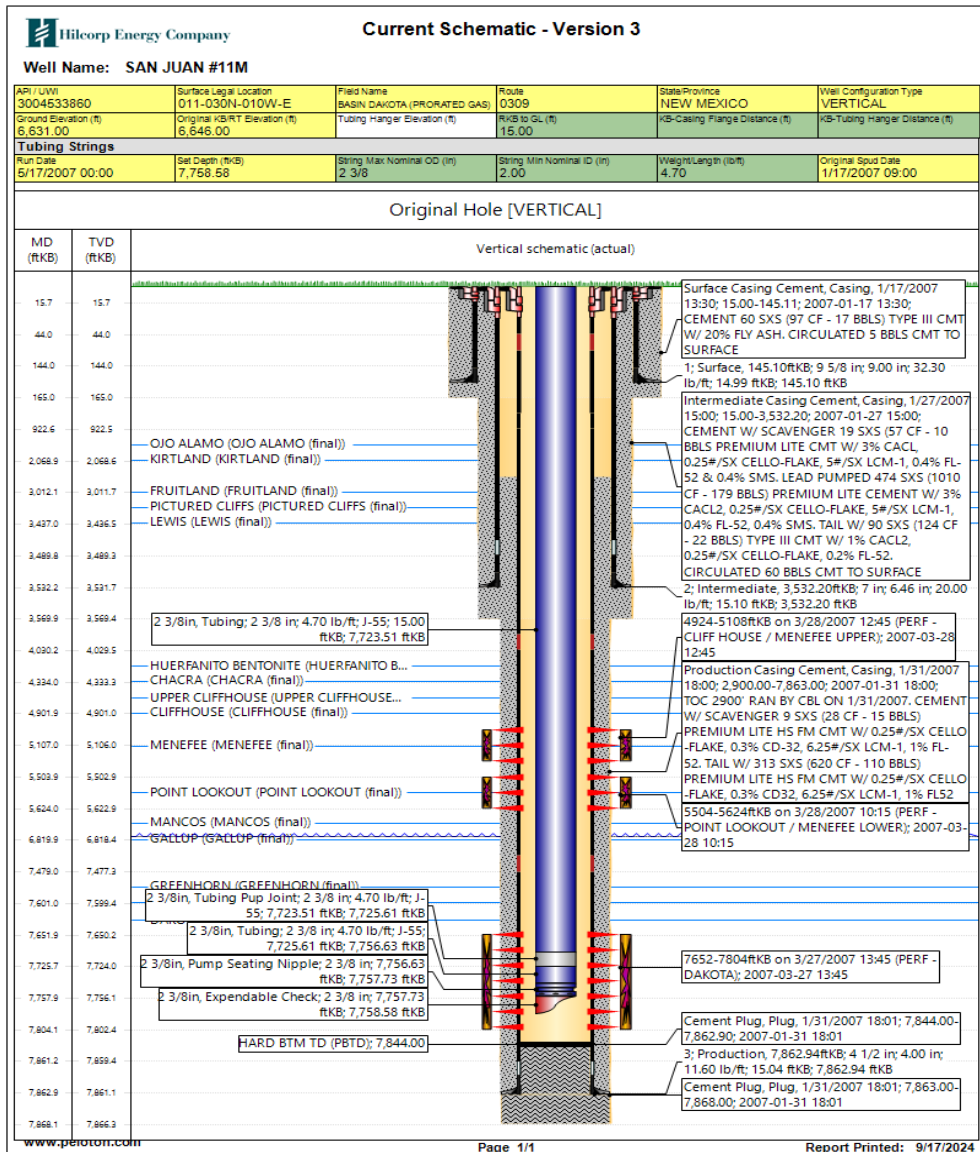 Hilcorp Energy Company
Current Schematic - Version 3
Well Name: SAN JUAN #11M
API / UWI
3004533860
Surface Legal Location
011-030N-010W-E
Field Name
BASIN DAKOTA (PRORATED GAS)
Route
0309
State/Province
NEW MEXICO
Well Configuration Type
VERTICAL
Ground Elevation (ft)
6,631.00
Original KB/RT Elevation (ft)
6,646.00
Tubing Hanger Elevation (ft)
RKB to GL (ft)
15.00
KB-Casing Flange Distance (ft)
KB-Tubing Hanger Distance (ft)
Tubing Strings
Run Date
5/17/2007 00:00
Set Depth (ftKB)
7,758.58
String Max Nominal OD (in)
2 3/8
String Min Nominal ID (in)
2.00
Weight/Length (lb/ft)
4.70
Original Spud Date
1/17/2007 09:00
Original Hole [VERTICAL]
MD
(ftKB)
TVD
(ftKB)
Vertical schematic (actual)
15.7 15.7
44.0 44.0
144.0 144.0
165.0 165.0
922.6 922.5
2,068.9 2,068.6
3,012.1 3,011.7
3,437.0 3,436.5
3,489.8 3,489.3
3,532.2 3,531.7
3,569.9 3,569.4
4,030.2 4,029.5
4,334.0 4,333.3
4,901.9 4,901.0
5,107.0 5,106.0
5,503.9 5,502.9
5,624.0 5,622.9
6,819.9 6,818.4
7,479.0 7,477.3
7,601.0 7,599.4
7,651.9 7,650.2
7,725.7 7,724.0
7,757.9 7,756.1
7,804.1 7,802.4
7,861.2 7,859.4
7,862.9 7,861.1
7,868.1 7,866.3
OJO ALAMO (OJO ALAMO (final))
KIRTLAND (KIRTLAND (final))
FRUITLAND (FRUITLAND (final))
PICTURED CLIFFS (PICTURED CLIFFS (final))
LEWIS (LEWIS (final))
2 3/8in, Tubing; 2 3/8 in; 4.70 lb/ft; J-55; 15.00
ftKB; 7,723.51 ftKB
HUERFANITO BENTONITE (HUERFANITO B...
CHACRA (CHACRA (final))
UPPER CLIFFHOUSE (UPPER CLIFFHOUSE...
CLIFFHOUSE (CLIFFHOUSE (final))
MENEFEE (MENEFEE (final))
POINT LOOKOUT (POINT LOOKOUT (final))
MANCOS (MANCOS (final))
GALLUP (GALLUP (final))
GREENHORN (GREENHORN (final))
2 3/8in, Tubing Pup Joint; 2 3/8 in; 4.70 lb/ft; J-
55; 7,723.51 ftKB; 7,725.61 ftKB
2 3/8in, Tubing; 2 3/8 in; 4.70 lb/ft; J-55;
7,725.61 ftKB; 7,756.63 ftKB
2 3/8in, Pump Seating Nipple; 2 3/8 in; 7,756.63
ftKB; 7,757.73 ftKB
2 3/8in, Expendable Check; 2 3/8 in; 7,757.73
ftKB; 7,758.58 ftKB
HARD BTM TD (PBTD); 7,844.00
Surface Casing Cement, Casing, 1/17/2007
13:30; 15.00-145.11; 2007-01-17 13:30;
CEMENT 60 SXS (97 CF - 17 BBLS) TYPE III CMT
W/ 20% FLY ASH. CIRCULATED 5 BBLS CMT TO
SURFACE
1; Surface, 145.10ftKB; 9 5/8 in; 9.00 in; 32.30
lb/ft; 14.99 ftKB; 145.10 ftKB
Intermediate Casing Cement, Casing, 1/27/2007
15:00; 15.00-3,532.20; 2007-01-27 15:00;
CEMENT W/ SCAVENGER 19 SXS (57 CF - 10
BBLS PREMIUM LITE CMT W/ 3% CACL,
0.25#/SX CELLO-FLAKE, 5#/SX LCM-1, 0.4% FL-
52 & 0.4% SMS. LEAD PUMPED 474 SXS (1010
CF - 179 BBLS) PREMIUM LITE CEMENT W/ 3%
CACL2, 0.25#/SX CELLO-FLAKE, 5#/SX LCM-1,
0.4% FL-52, 0.4% SMS. TAIL W/ 90 SXS (124 CF
- 22 BBLS) TYPE III CMT W/ 1% CACL2,
0.25#/SX CELLO-FLAKE, 0.2% FL-52.
CIRCULATED 60 BBLS CMT TO SURFACE
2; Intermediate, 3,532.20ftKB; 7 in; 6.46 in; 20.00
lb/ft; 15.10 ftKB; 3,532.20 ftKB
4924-5108ftKB on 3/28/2007 12:45 (PERF -
CLIFF HOUSE / MENEFEE UPPER); 2007-03-28
12:45
Production Casing Cement, Casing, 1/31/2007
18:00; 2,900.00-7,863.00; 2007-01-31 18:00;
TOC 2900' RAN BY CBL ON 1/31/2007. CEMENT
W/ SCAVENGER 9 SXS (28 CF - 15 BBLS)
PREMIUM LITE HS FM CMT W/ 0.25#/SX CELLO
-FLAKE, 0.3% CD-32, 6.25#/SX LCM-1, 1% FL-
52. TAIL W/ 313 SXS (620 CF - 110 BBLS)
PREMIUM LITE HS FM CMT W/ 0.25#/SX CELLO
-FLAKE, 0.3% CD32, 6.25#/SX LCM-1, 1% FL52
5504-5624ftKB on 3/28/2007 10:15 (PERF -
POINT LOOKOUT / MENEFEE LOWER); 2007-03-
28 10:15
7652-7804ftKB on 3/27/2007 13:45 (PERF -
DAKOTA); 2007-03-27 13:45
Cement Plug, Plug, 1/31/2007 18:01; 7,844.00-
7,862.90; 2007-01-31 18:01
3; Production, 7,862.94ftKB; 4 1/2 in; 4.00 in;
11.60 lb/ft; 15.04 ftKB; 7,862.94 ftKB
Cement Plug, Plug, 1/31/2007 18:01; 7,863.00-
7,868.00; 2007-01-31 18:01
www.peloton.com
Page 1/1
Report Printed: 9/17/2024